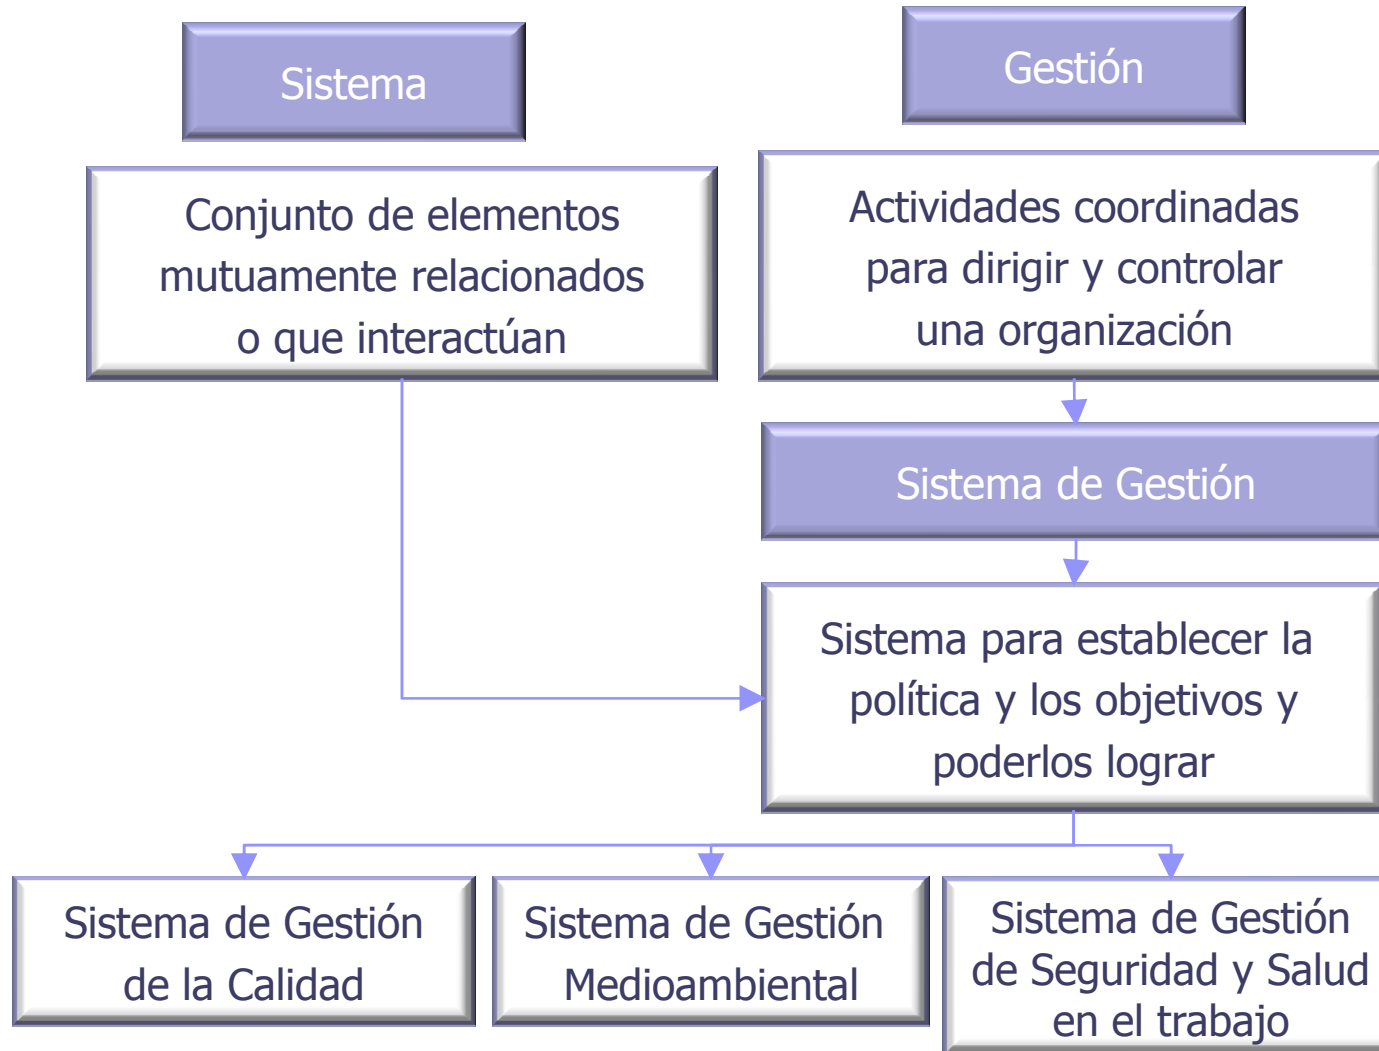 Sistema
Gestión
Conjunto de elementos
mutuamente relacionados
o que interactúan
Actividades coordinadas
para dirigir y controlar
una organización
Sistema de Gestión
Sistema para establecer la
política y los objetivos y
poderlos lograr
Sistema de Gestión
de la Calidad
Sistema de Gestión
Medioambiental
Sistema de Gestión
de Seguridad y Salud
en el trabajo